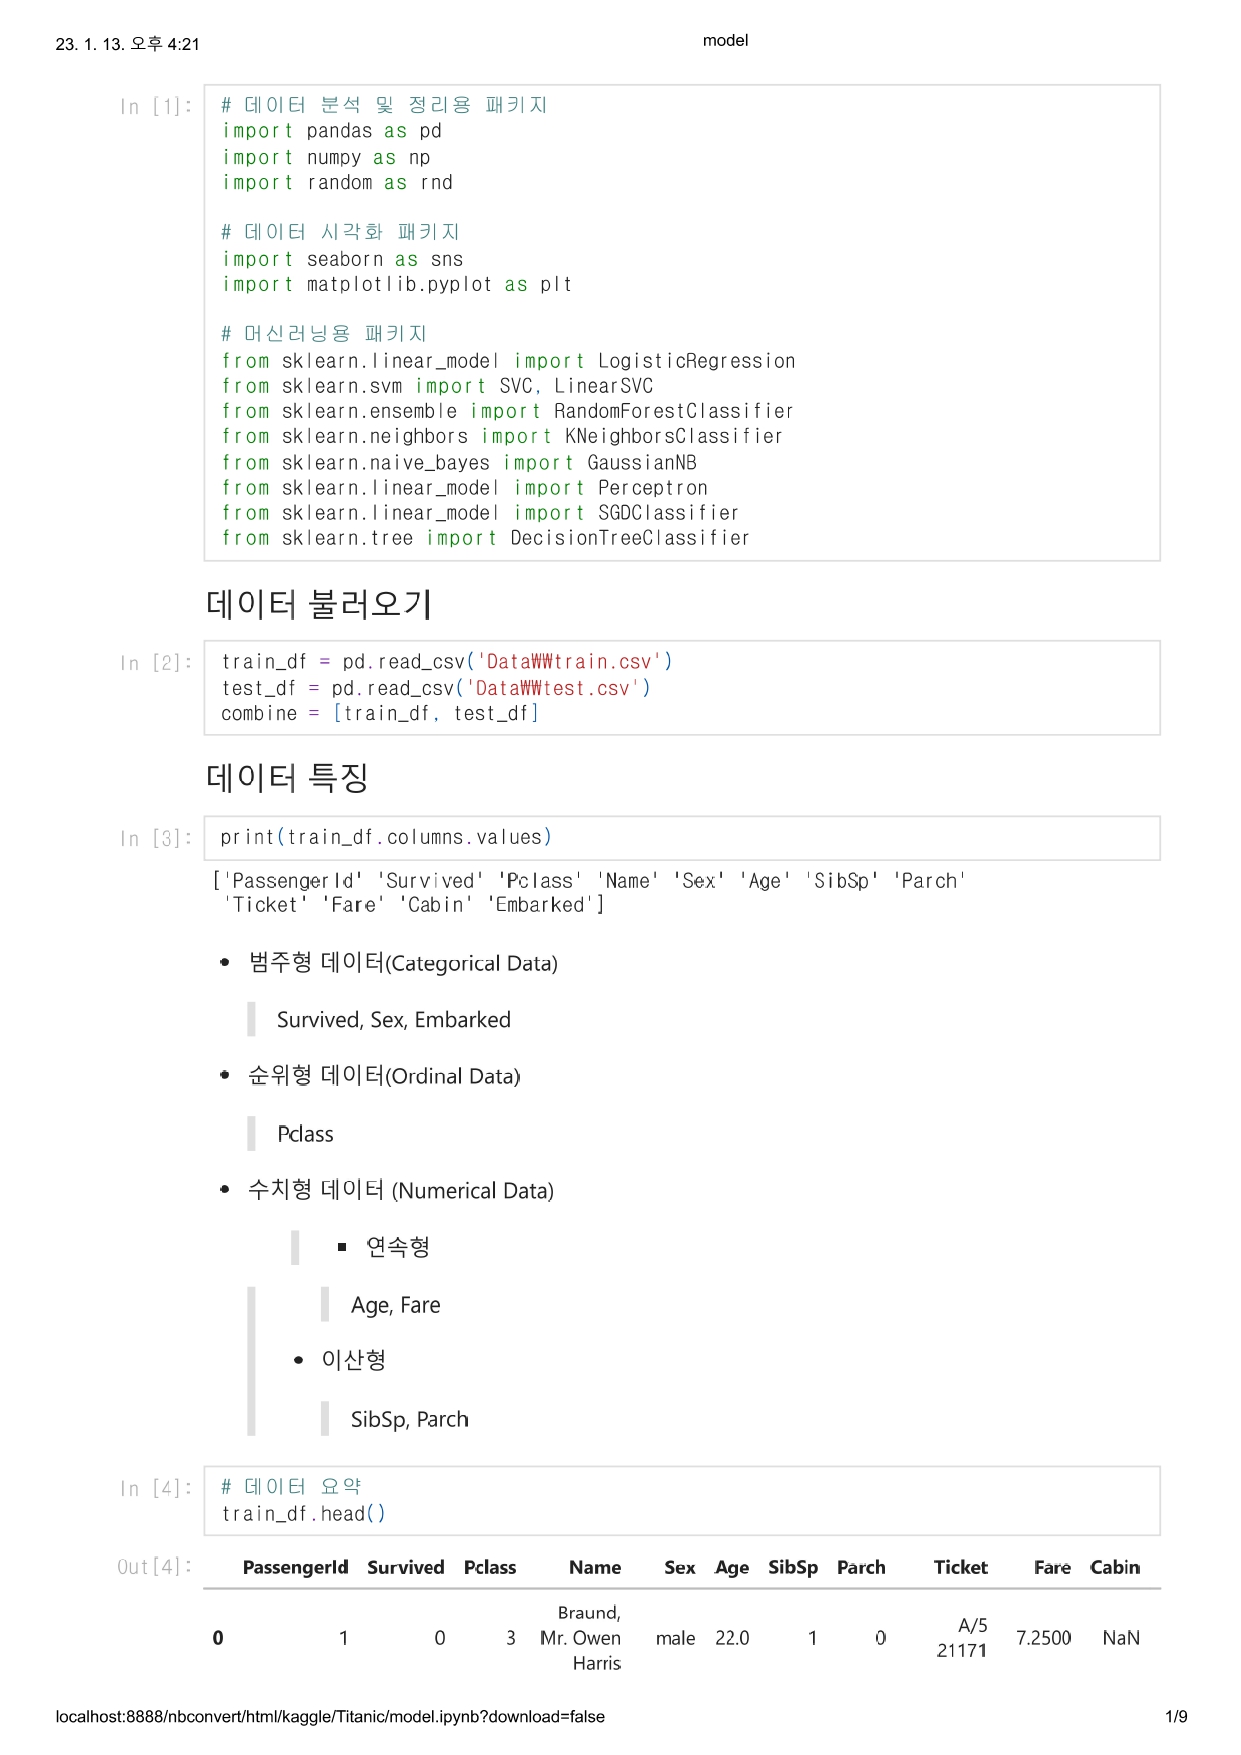 23. 1. 13. 오후 4:21
model
In [1]:
# 데이터 분석 및 정리용 패키지
import pandas as pd
import numpy as np
import random as rnd
# 데이터 시각화 패키지
import seaborn as sns
import matplotlib.pyplot as plt
# 머신러닝용 패키지
from sklearn.linear_model import LogisticRegression
from sklearn.svm import SVC, LinearSVC
from sklearn.ensemble import RandomForestClassifier
from sklearn.neighbors import KNeighborsClassifier
from sklearn.naive_bayes import GaussianNB
from sklearn.linear_model import Perceptron
from sklearn.linear_model import SGDClassifier
from sklearn.tree import DecisionTreeClassifier
데이터 불러오기
In [2]:
train_df = pd.read_csv('Data₩₩train.csv')
test_df = pd.read_csv('Data₩₩test.csv')
combine = [train_df, test_df]
데이터 특징
In [3]:
print(train_df.columns.values)
['PassengerId' 'Survived' 'Pclass' 'Name' 'Sex' 'Age' 'SibSp' 'Parch'
'Ticket' 'Fare' 'Cabin' 'Embarked']
• 범주형 데이터(Categorical Data)
Survived, Sex, Embarked
• 순위형 데이터(Ordinal Data)
Pclass
• 수치형 데이터 (Numerical Data)
▪ 연속형
Age, Fare
• 이산형
SibSp, Parch
In [4]:
# 데이터 요약
train_df.head()
Out[4]:
PassengerId Survived Pclass Name Sex Age SibSp Parch Ticket Fare Cabin
0 1 0 3 Braund, Mr. Owen Harris male 22.0 1 0 A/5 21171 7.2500 NaN
localhost:8888/nbconvert/html/kaggle/Titanic/model.ipynb?download=false
1/9